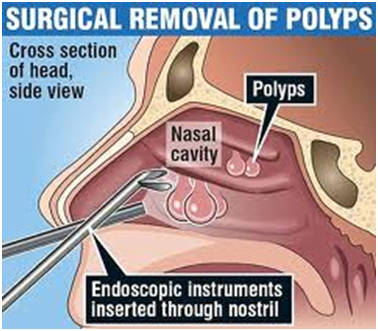 SURGICAL REMOVAL OF POLYPS
Cross section
of head,
side view
Polyps
Nasal
cavity
Endoscopic instruments
inserted through nostril